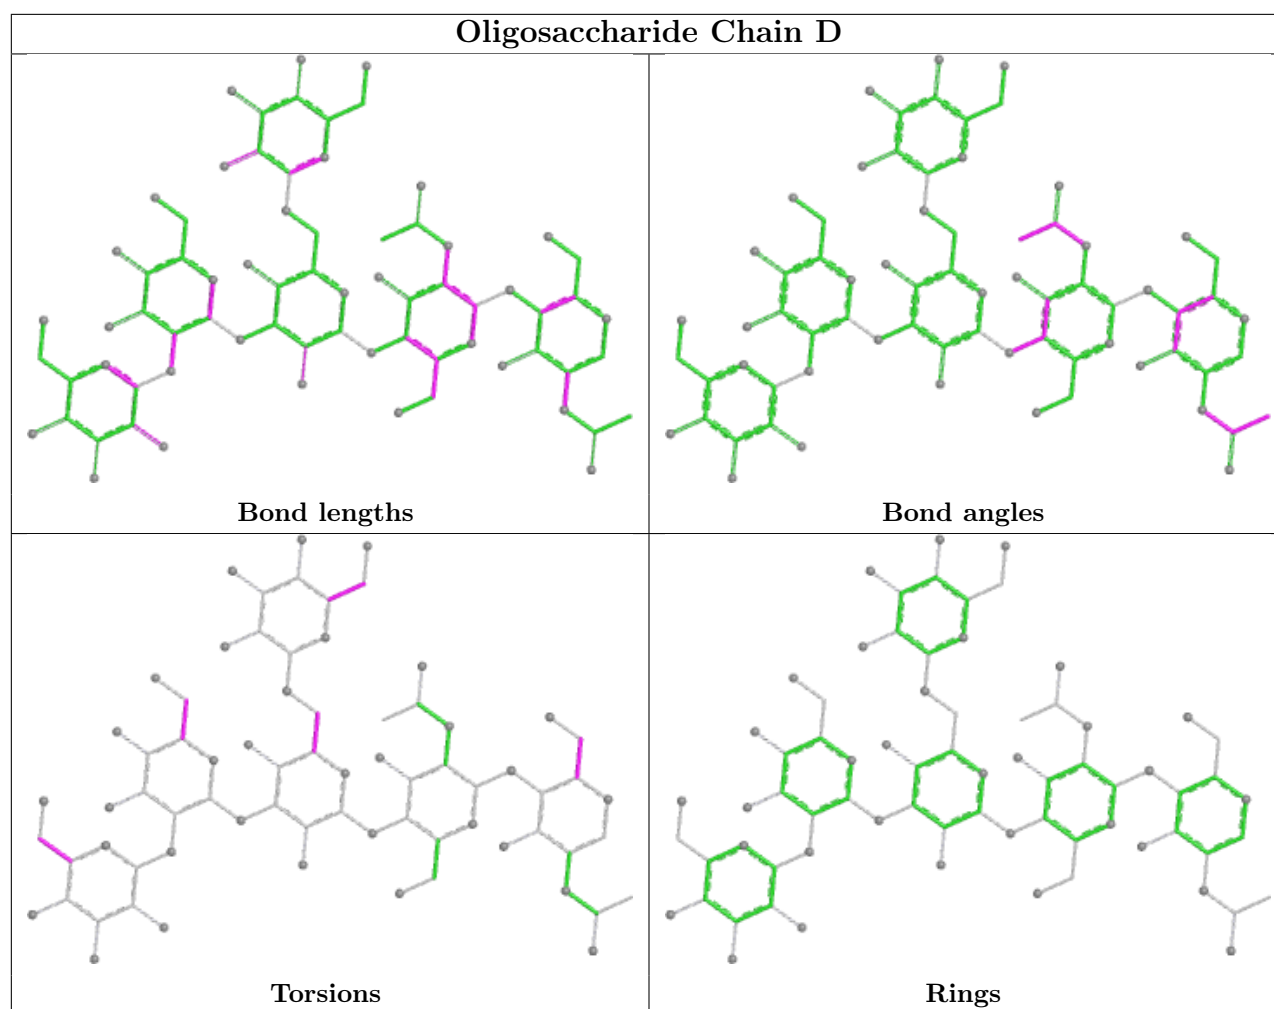 Oligosaccharide Chain D
Bond lengths
Bond angles
Torsions
Rings